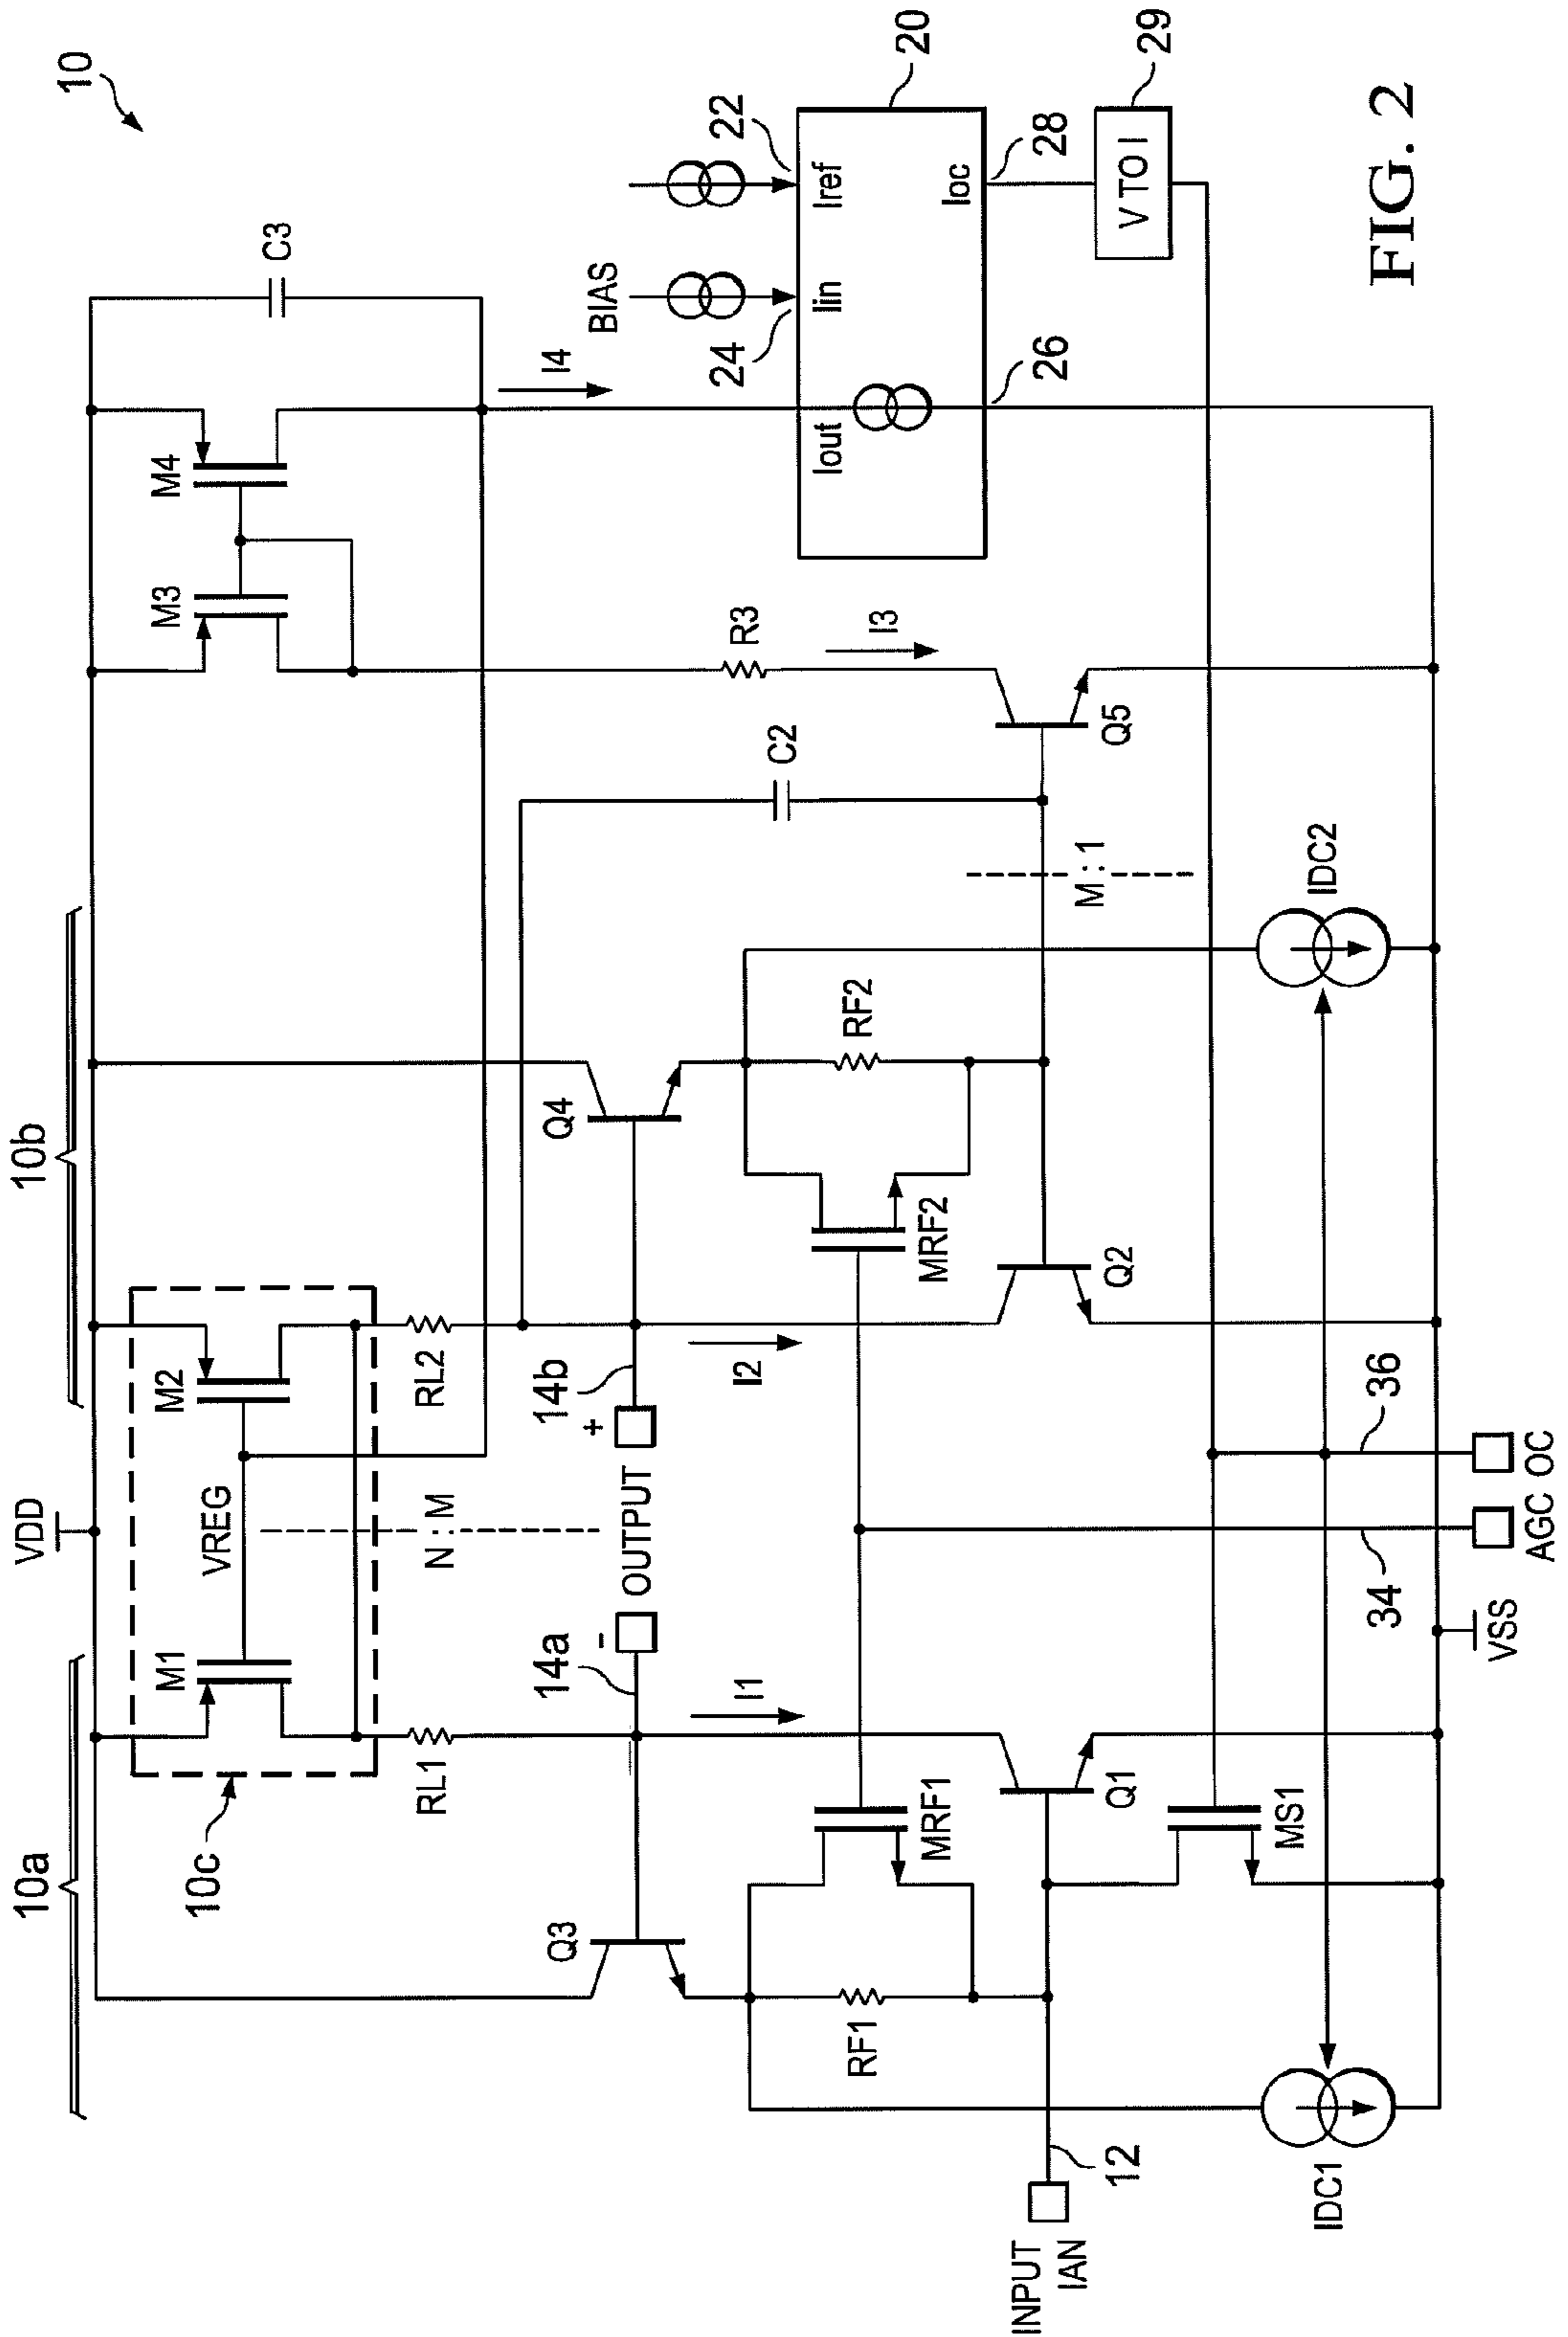 10
10a
10b
VDD
10c
M1
VREG
M2
M3
M4
C3
N : M
RL1
RL2
I4
14a
-
OUTPUT
+
14b
BIAS
22
24
Iin
Iref
20
Iout
Ioc
26
28
Q3
Q4
I1
I2
R3
C2
I3
RF1
MRF1
MRF2
RF2
V TO I
29
INPUT
IAN
12
Q1
Q2
M : 1
Q5
MS1
IDC1
IDC2
VSS
34
36
AGC
OC
FIG. 2